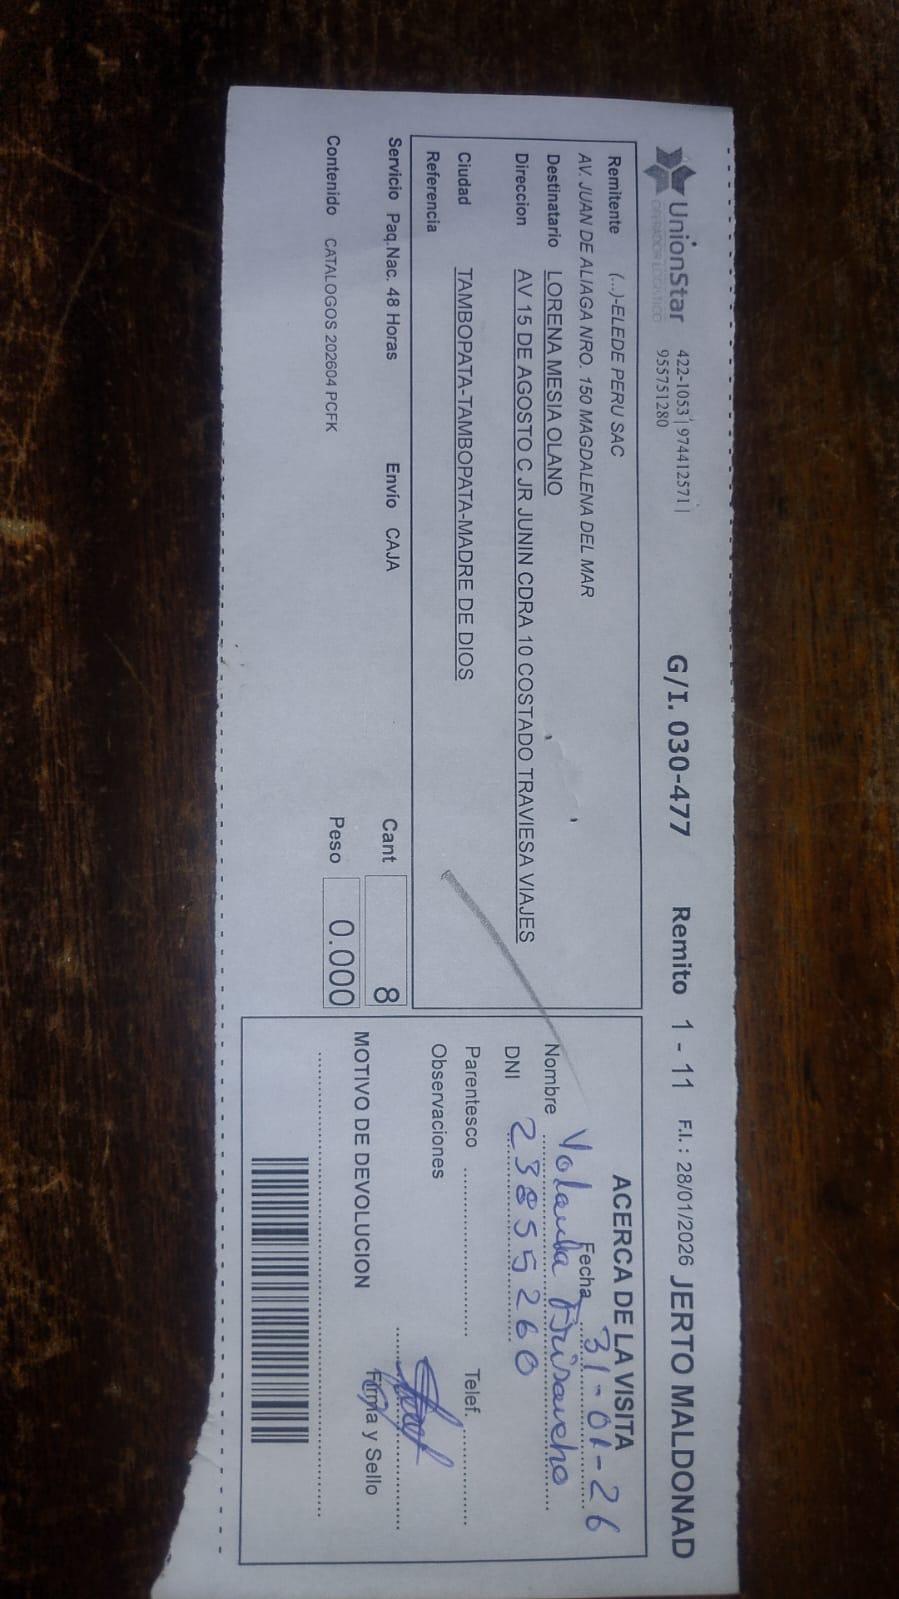 UnionStar
OPERADOR LOGISTICO
422-1053 | 974412571 |
955751280
G/I. 030-477
Remito 1 - 11
F.I.: 28/01/2026
JERTO MALDONAD
Remitente (...)-ELEDE PERU SAC
AV. JUAN DE ALIAGA NRO. 150 MAGDALENA DEL MAR
Destinatario LORENA MESIA OLANO
Direccion AV 15 DE AGOSTO C JR JUNIN CDRA 10 COSTADO TRAVIESA VIAJES
Ciudad TAMBOPATA-TAMBOPATA-MADRE DE DIOS
Referencia
Servicio Paq.Nac. 48 Horas Envío CAJA
Cant 8
Contenido CATALOGOS 202604 PCFK
Peso 0.000
ACERCA DE LA VISITA
Fecha 31-01-26
Nombre
DNI 23855260
Parentesco Telef.
Observaciones
Firma y Sello
MOTIVO DE DEVOLUCION